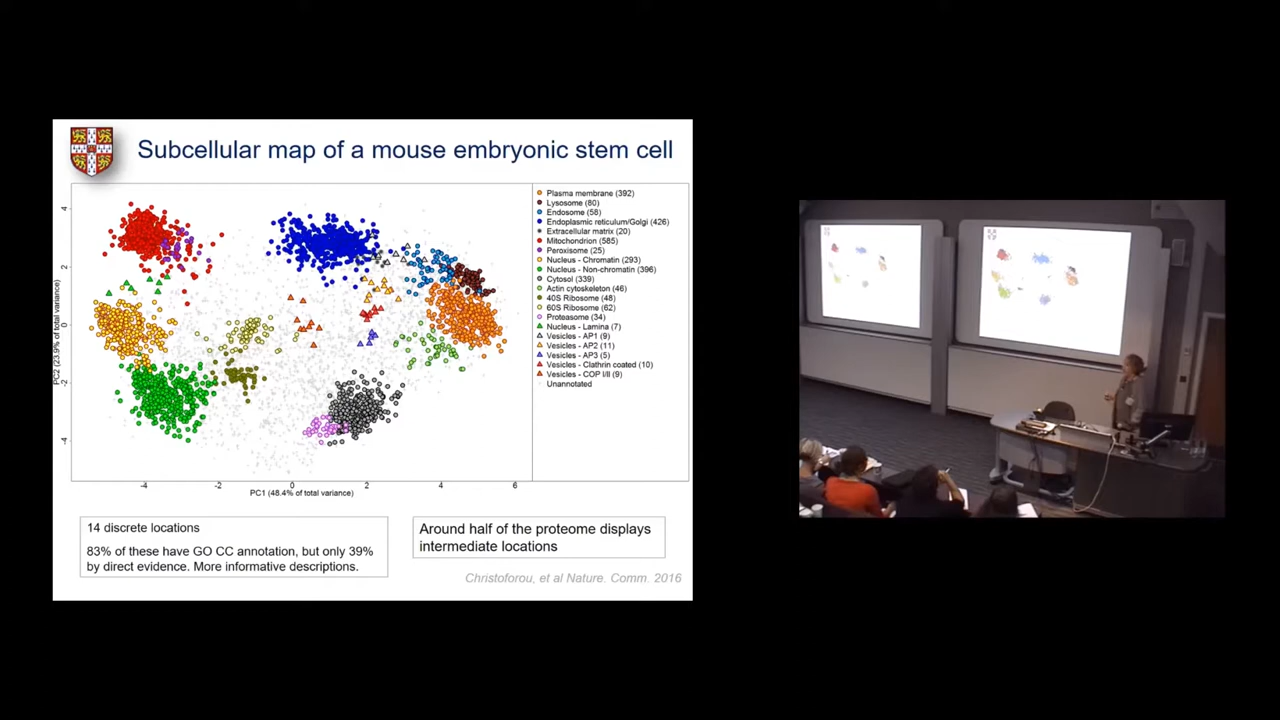 Subcellular map of a mouse embryonic stem cell
4
2
0
-2
-4
PC2 (23.9% of total variance)
-4
-2
0
2
4
6
PC1 (48.4% of total variance)
Plasma membrane (392)
Lysosome (80)
Endosome (58)
Endoplasmic reticulum/Golgi (426)
Extracellular matrix (20)
Mitochondrion (585)
Peroxisome (25)
Nucleus - Chromatin (293)
Nucleus - Non-chromatin (396)
Cytosol (339)
Actin cytoskeleton (46)
40S Ribosome (48)
60S Ribosome (62)
Proteasome (34)
Nucleus - Lamina (7)
Vesicles - AP1 (9)
Vesicles - AP2 (11)
Vesicles - AP3 (5)
Vesicles - Clathrin coated (10)
Vesicles - COP I/II (9)
Unannotated
14 discrete locations
83% of these have GO CC annotation, but only 39%
by direct evidence. More informative descriptions.
Around half of the proteome displays
intermediate locations
Christoforou, et al Nature. Comm. 2016